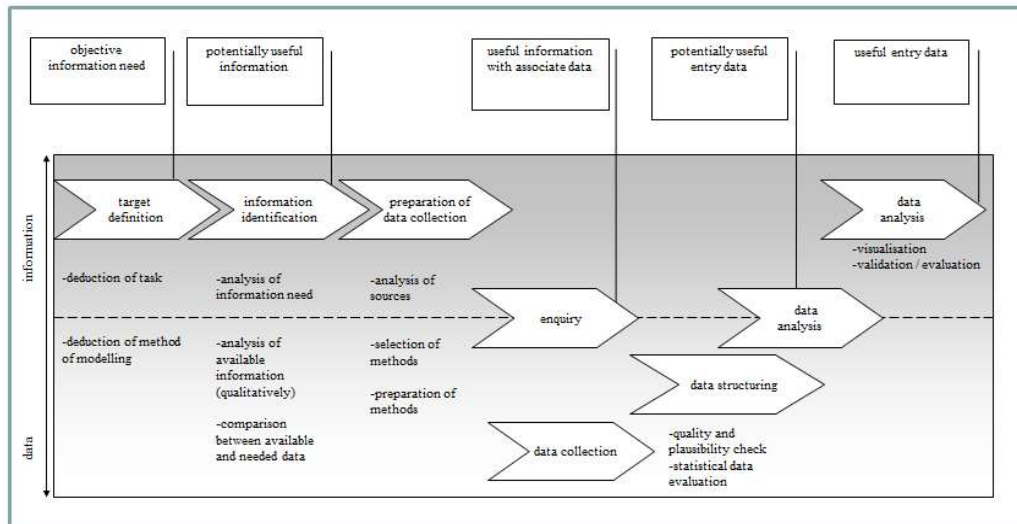 objective
information need
potentially useful
information
useful information
with associate data
potentially useful
entry data
useful entry data
information
data
target
definition
information
identification
preparation of
data collection
data
analysis
-visualisation
-validation / evaluation
-deduction of task
-deduction of method
of modelling
-analysis of
information need
-analysis of
available
information
(qualitatively)
-comparison
between available
and needed data
-analysis of
sources
-selection of
methods
-preparation of
methods
enquiry
data
analysis
data structuring
data collection
-quality and
plausibility check
-statistical data
evaluation